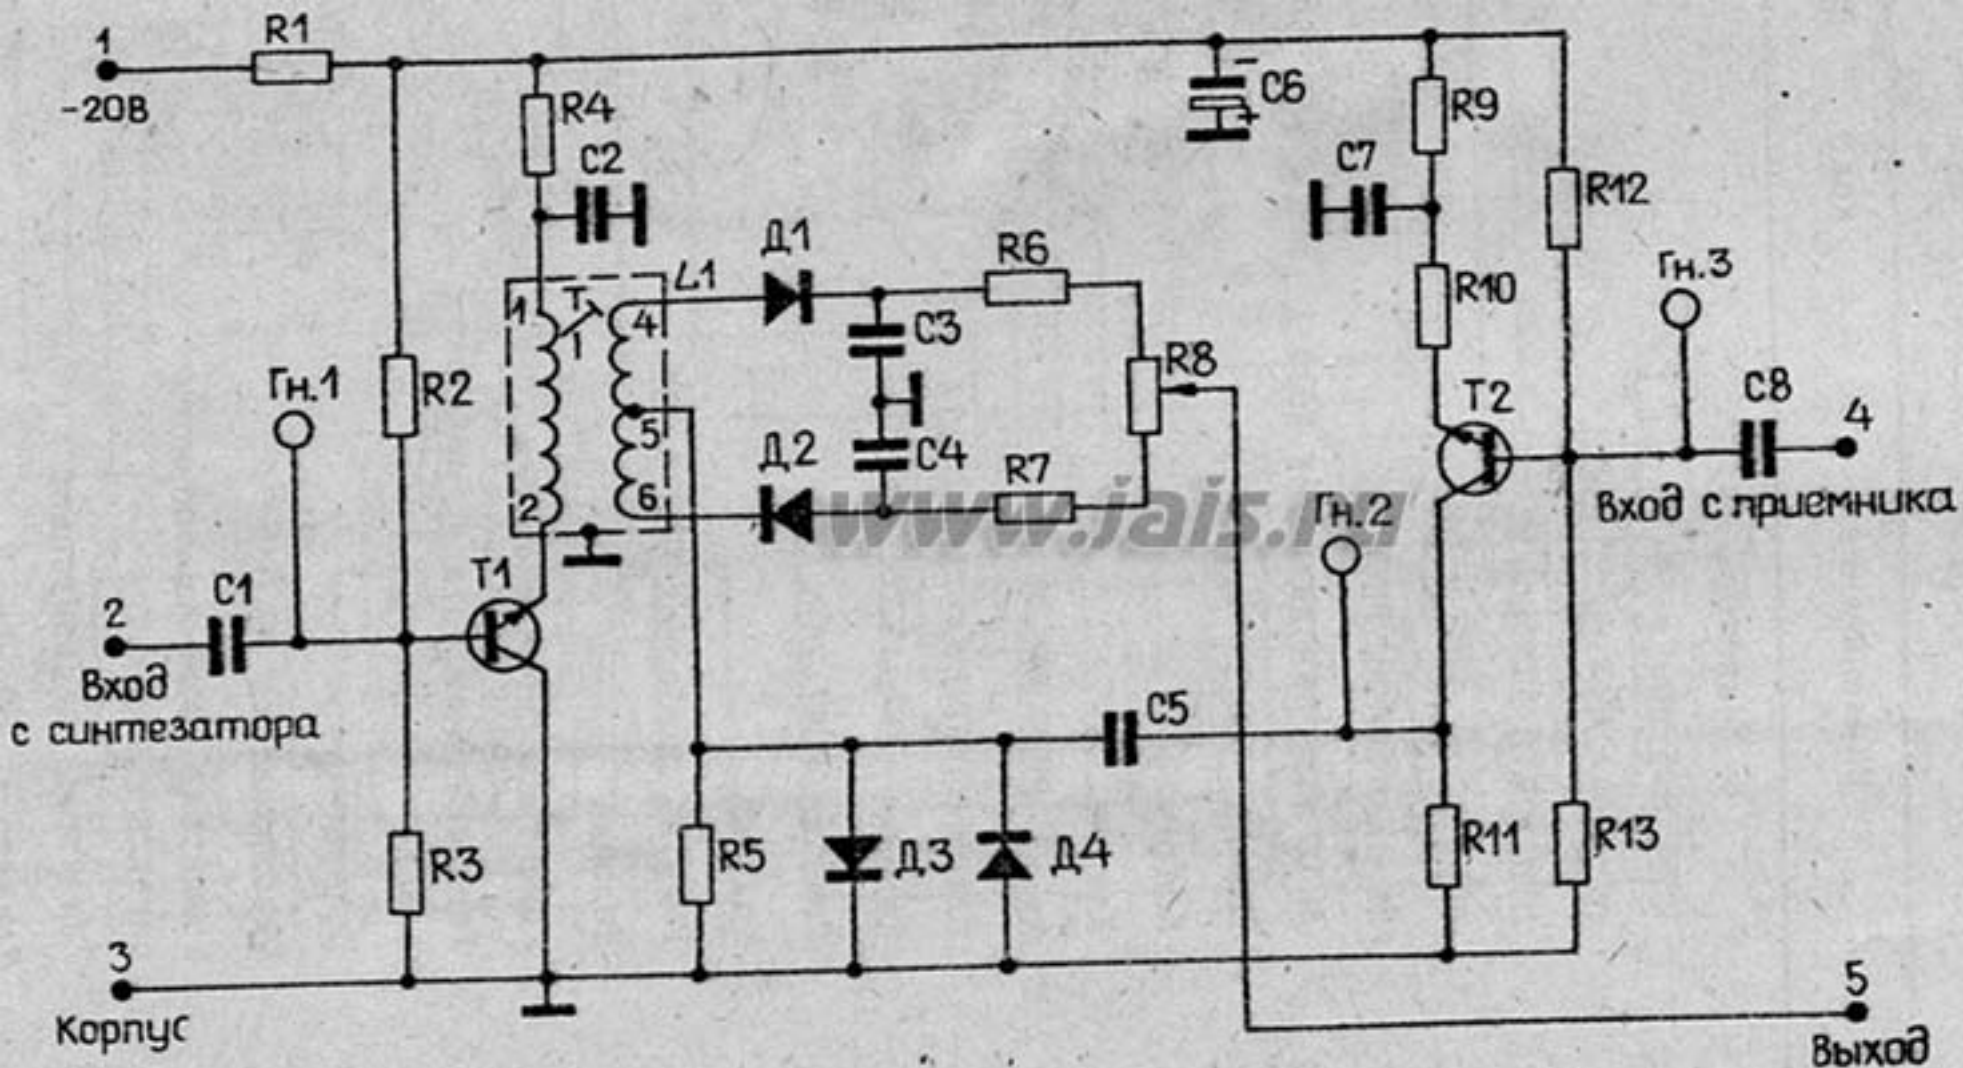 1
R1
-20В
R4
C2
C6
-
+
R9
C7
R12
Д1
R6
Гн.3
L1
1
T
4
C3
R10
Гн.1
R2
R8
T2
C8
4
5
Д2
C4
R7
2
6
www.jais.ru
Гн.2
Вход с приемника
T1
2
C1
Вход
с синтезатора
C5
R3
R5
Д3
Д4
R11
R13
3
Корпус
5
Выход